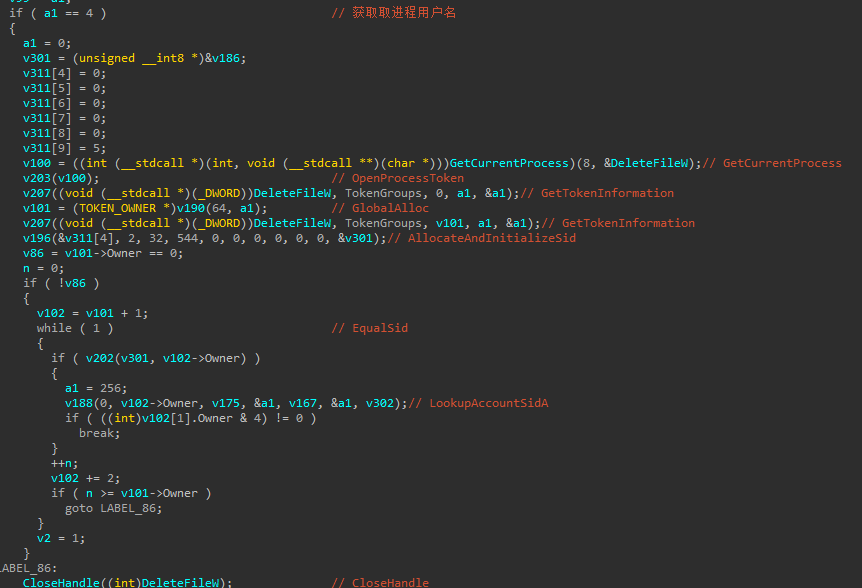 if ( a1 == 4 ) // 获取取进程用户名
{
a1 = 0;
v301 = (unsigned __int8 *)&v186;
v311[4] = 0;
v311[5] = 0;
v311[6] = 0;
v311[7] = 0;
v311[8] = 0;
v311[9] = 5;
v100 = ((int (__stdcall *)(int, void (__stdcall **)(char *)))GetCurrentProcess)(8, &DeleteFileW);// GetCurrentProcess
v203(v100); // OpenProcessToken
v207((void (__stdcall *)(_DWORD))DeleteFileW, TokenGroups, 0, a1, &a1);// GetTokenInformation
v101 = (TOKEN_OWNER *)v190(64, a1); // GlobalAlloc
v207((void (__stdcall *)(_DWORD))DeleteFileW, TokenGroups, v101, a1, &a1);// GetTokenInformation
v196(&v311[4], 2, 32, 544, 0, 0, 0, 0, 0, 0, &v301);// AllocateAndInitializeSid
v86 = v101->Owner == 0;
n = 0;
if ( !v86 )
{
v102 = v101 + 1;
while ( 1 ) // EqualSid
{
if ( v202(v301, v102->Owner) )
{
a1 = 256;
v188(0, v102->Owner, v175, &a1, v167, &a1, v302);// LookupAccountSidA
if ( ((int)v102[1].Owner & 4) != 0 )
break;
}
++n;
v102 += 2;
if ( n >= v101->Owner )
goto LABEL_86;
}
v2 = 1;
}
LABEL_86:
CloseHandle((int)DeleteFileW); // CloseHandle